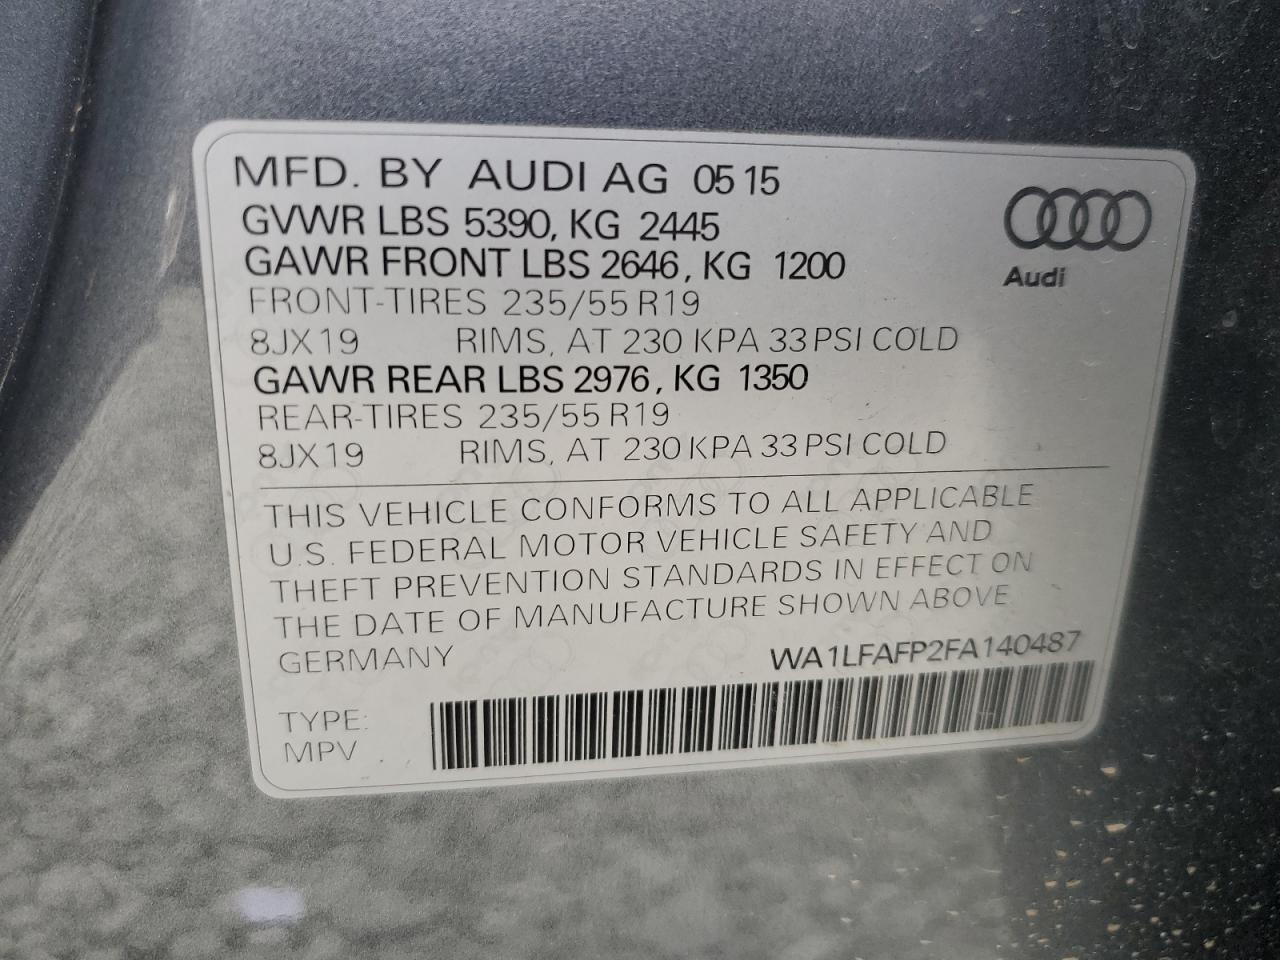 MFD. BY AUDI AG 05 15
GVWR LBS 5390, KG 2445
GAWR FRONT LBS 2646, KG 1200
FRONT-TIRES 235/55 R19
8JX19 RIMS, AT 230 KPA 33 PSI COLD
GAWR REAR LBS 2976, KG 1350
REAR-TIRES 235/55 R19
8JX19 RIMS, AT 230 KPA 33 PSI COLD
Audi
THIS VEHICLE CONFORMS TO ALL APPLICABLE
U.S. FEDERAL MOTOR VEHICLE SAFETY AND
THEFT PREVENTION STANDARDS IN EFFECT ON
THE DATE OF MANUFACTURE SHOWN ABOVE
GERMANY WA1LFAFP2FA140487
TYPE:
MPV